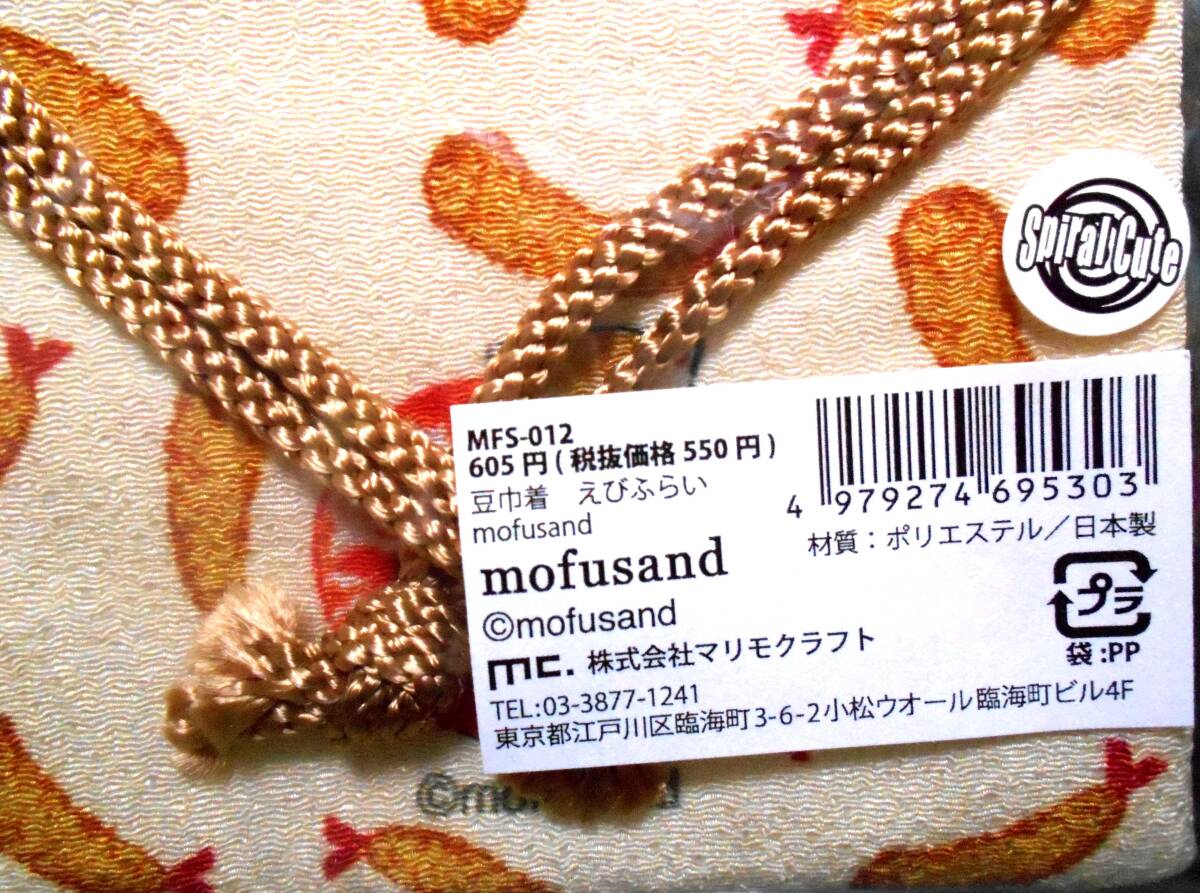 Spiral Cute
MFS-012
605円(税抜価格550円)
豆巾着 えびふらい
mofusand
mofusand
©mofusand
mc. 株式会社マリモクラフト
TEL:03-3877-1241
東京都江戸川区臨海町3-6-2小松ウオール臨海町ビル4F
4 979274 695303
材質:ポリエステル/日本製
プラ
袋:PP